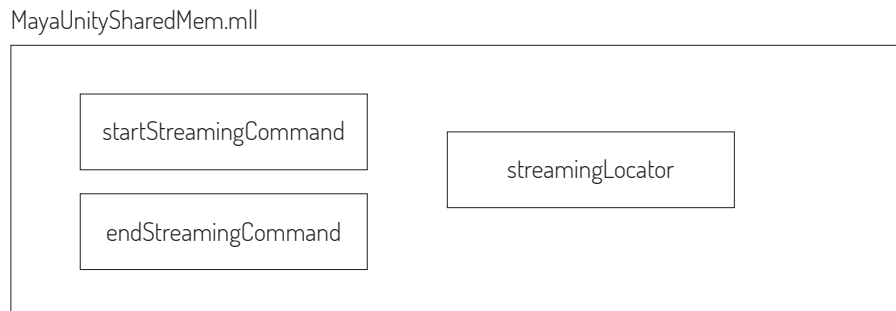 MayaUnitySharedMem.mll
startStreamingCommand
streamingLocator
endStreamingCommand